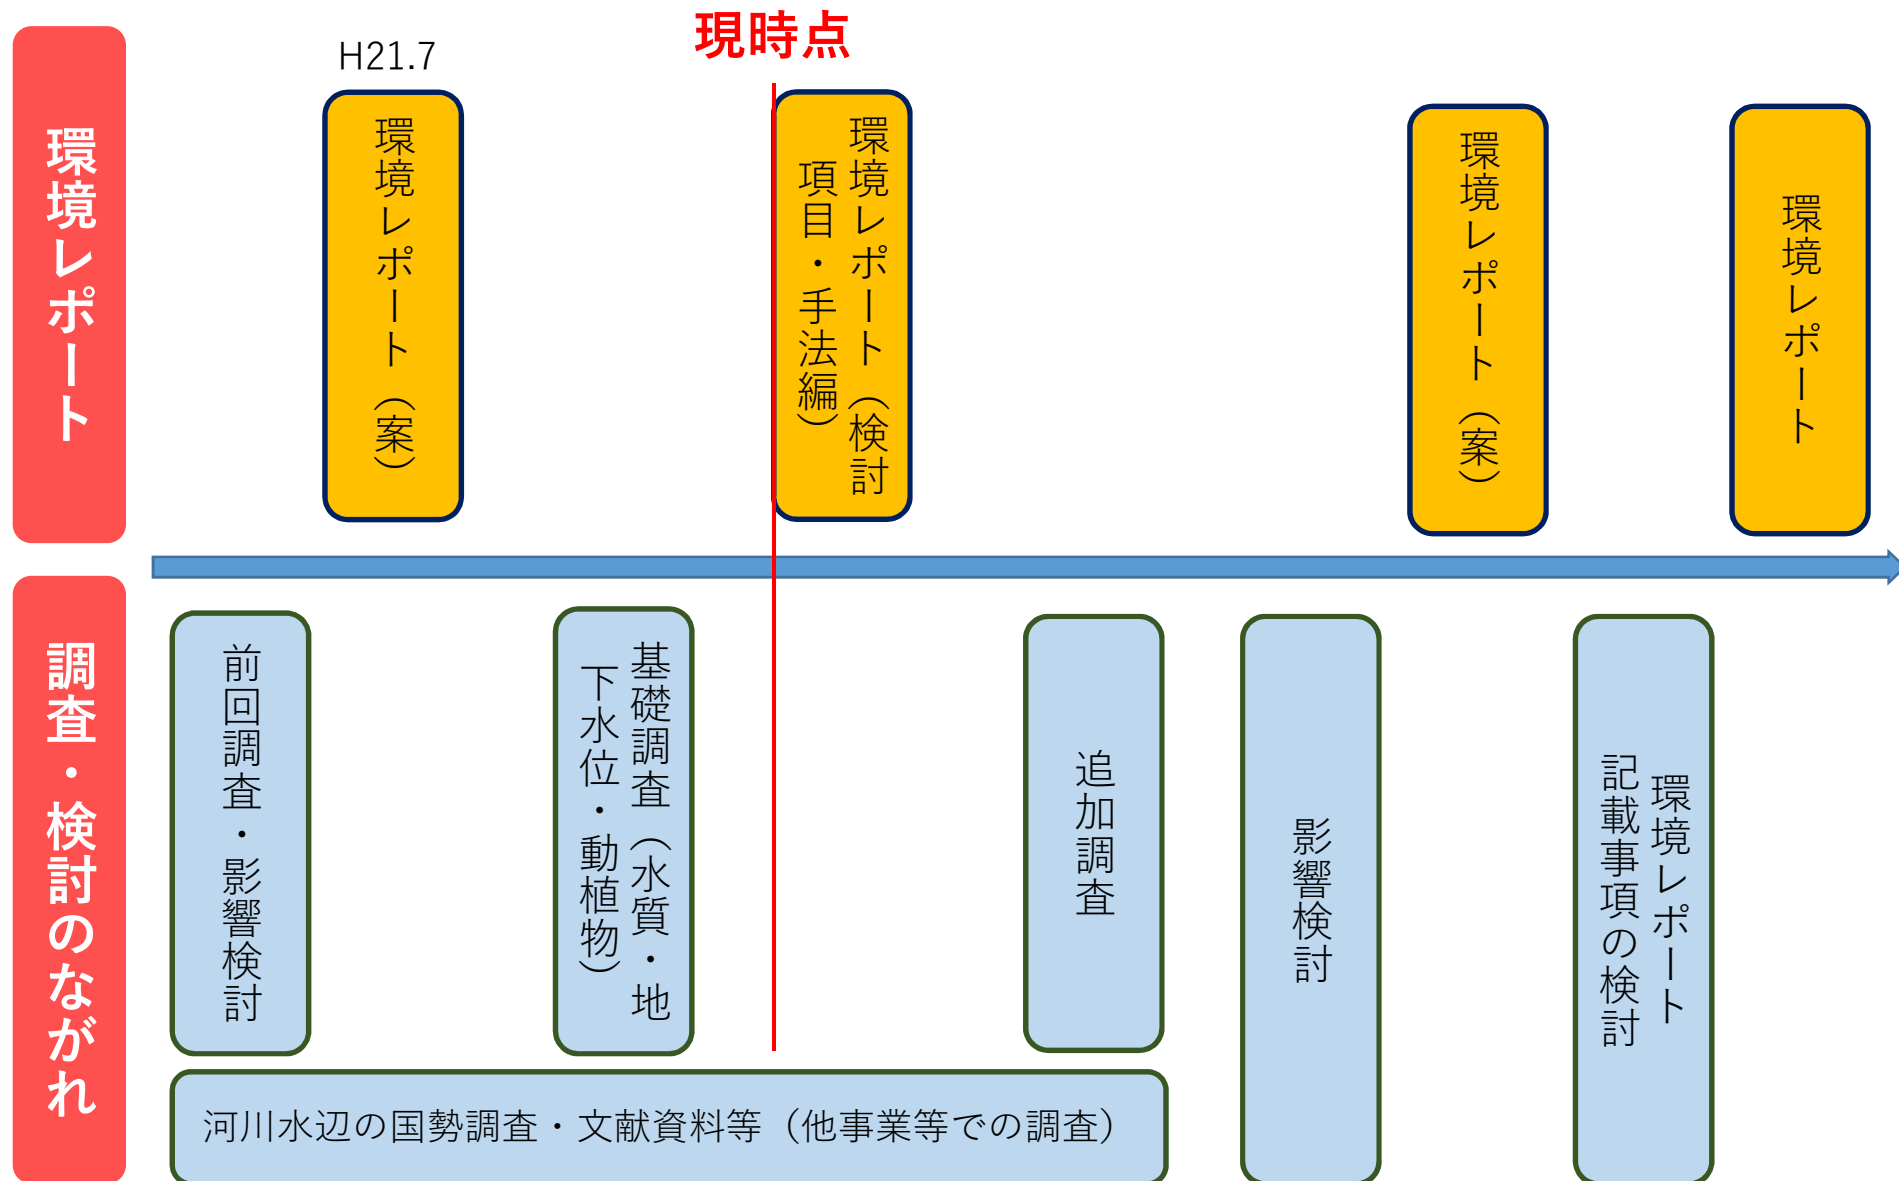 現時点
H21.7
環境レポート
環境レポート（案）
環境レポート（検討
項目・手法編）
環境レポート（案）
環境レポート
調査・検討のながれ
前回調査・影響検討
基礎調査（水質・地
下水位・動植物）
追加調査
影響検討
環境レポート
記載事項の検討
河川水辺の国勢調査・文献資料等（他事業等での調査）